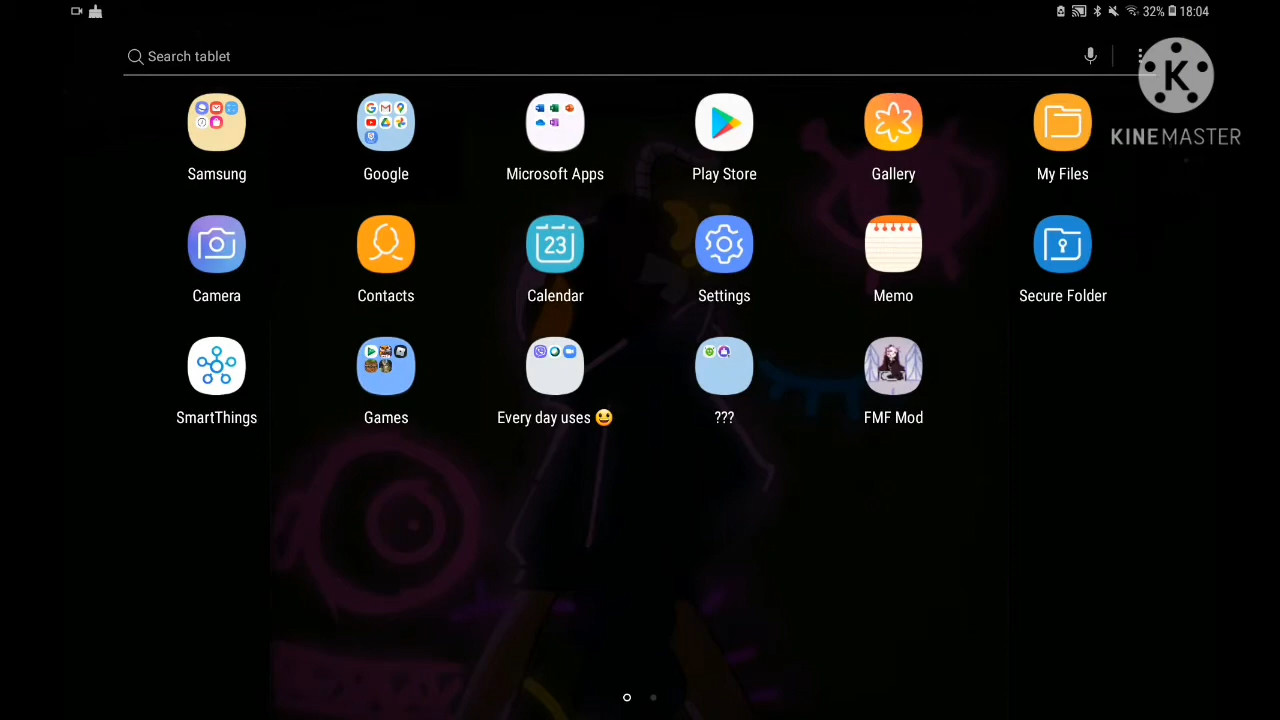 32% 18:04
Search tablet
K
KINEMASTER
Samsung Google Microsoft Apps Play Store Gallery My Files
23
Camera Contacts Calendar Settings Memo Secure Folder
SmartThings Games Every day uses 😀 ??? FMF Mod